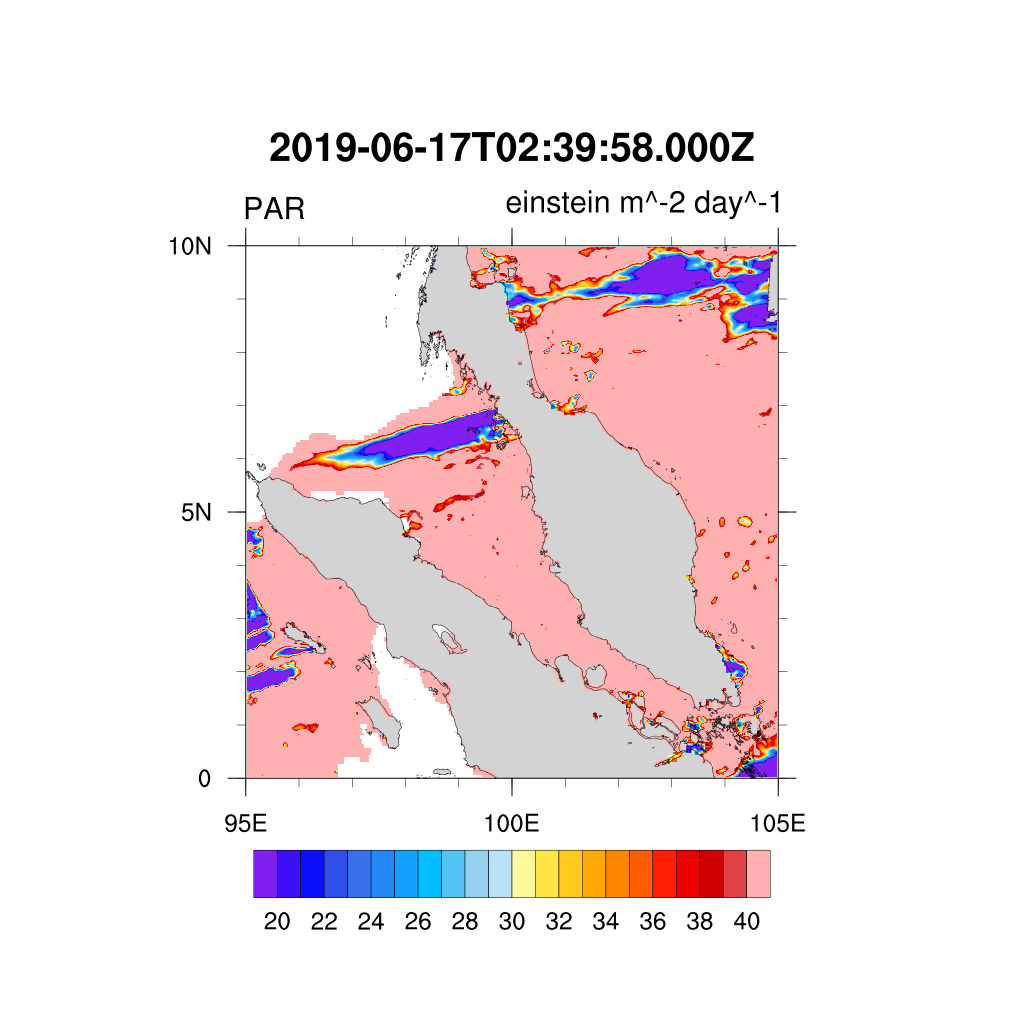 2019-06-17T02:39:58.000Z
PAR einstein m^-2 day^-1
10N
5N
0
95E 100E 105E
20 22 24 26 28 30 32 34 36 38 40